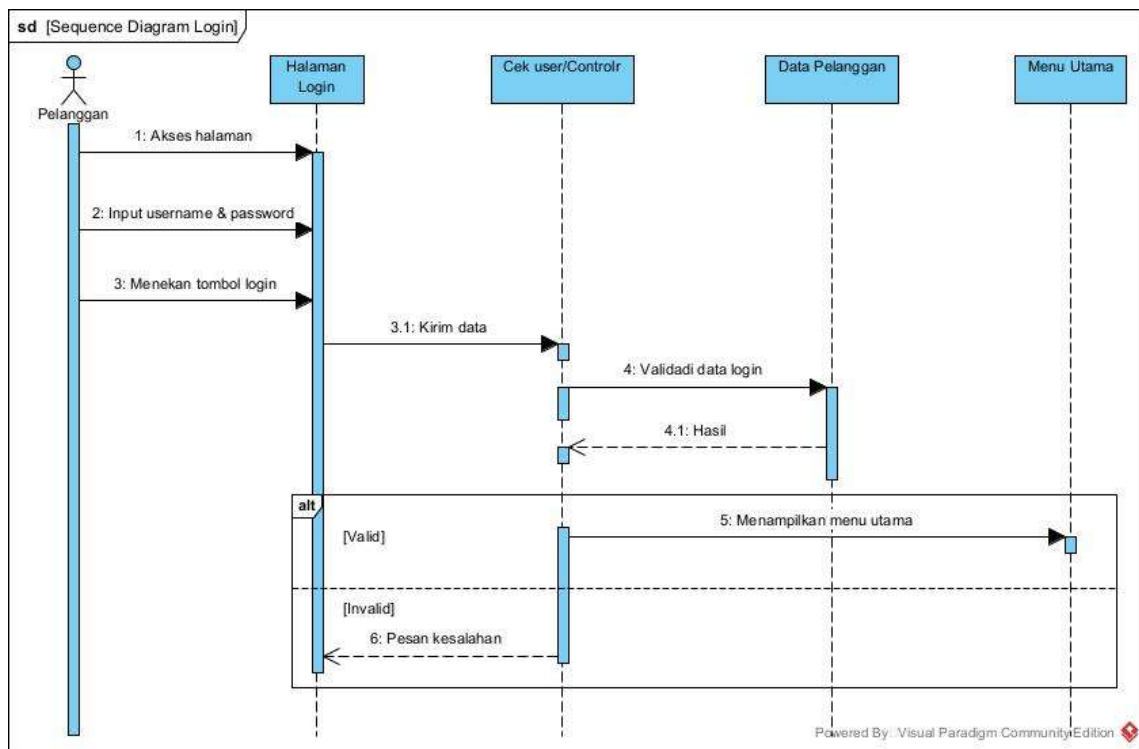 sd [Sequence Diagram Login]
Pelanggan
Halaman
Login
Cek user/Controlr
Data Pelanggan
Menu Utama
1: Akses halaman
2: Input username & password
3: Menekan tombol login
3.1: Kirim data
4: Validadi data login
4.1: Hasil
alt
5: Menampilkan menu utama
[Valid]
[Invalid]
6: Pesan kesalahan
Powered By: Visual Paradigm Community Edition